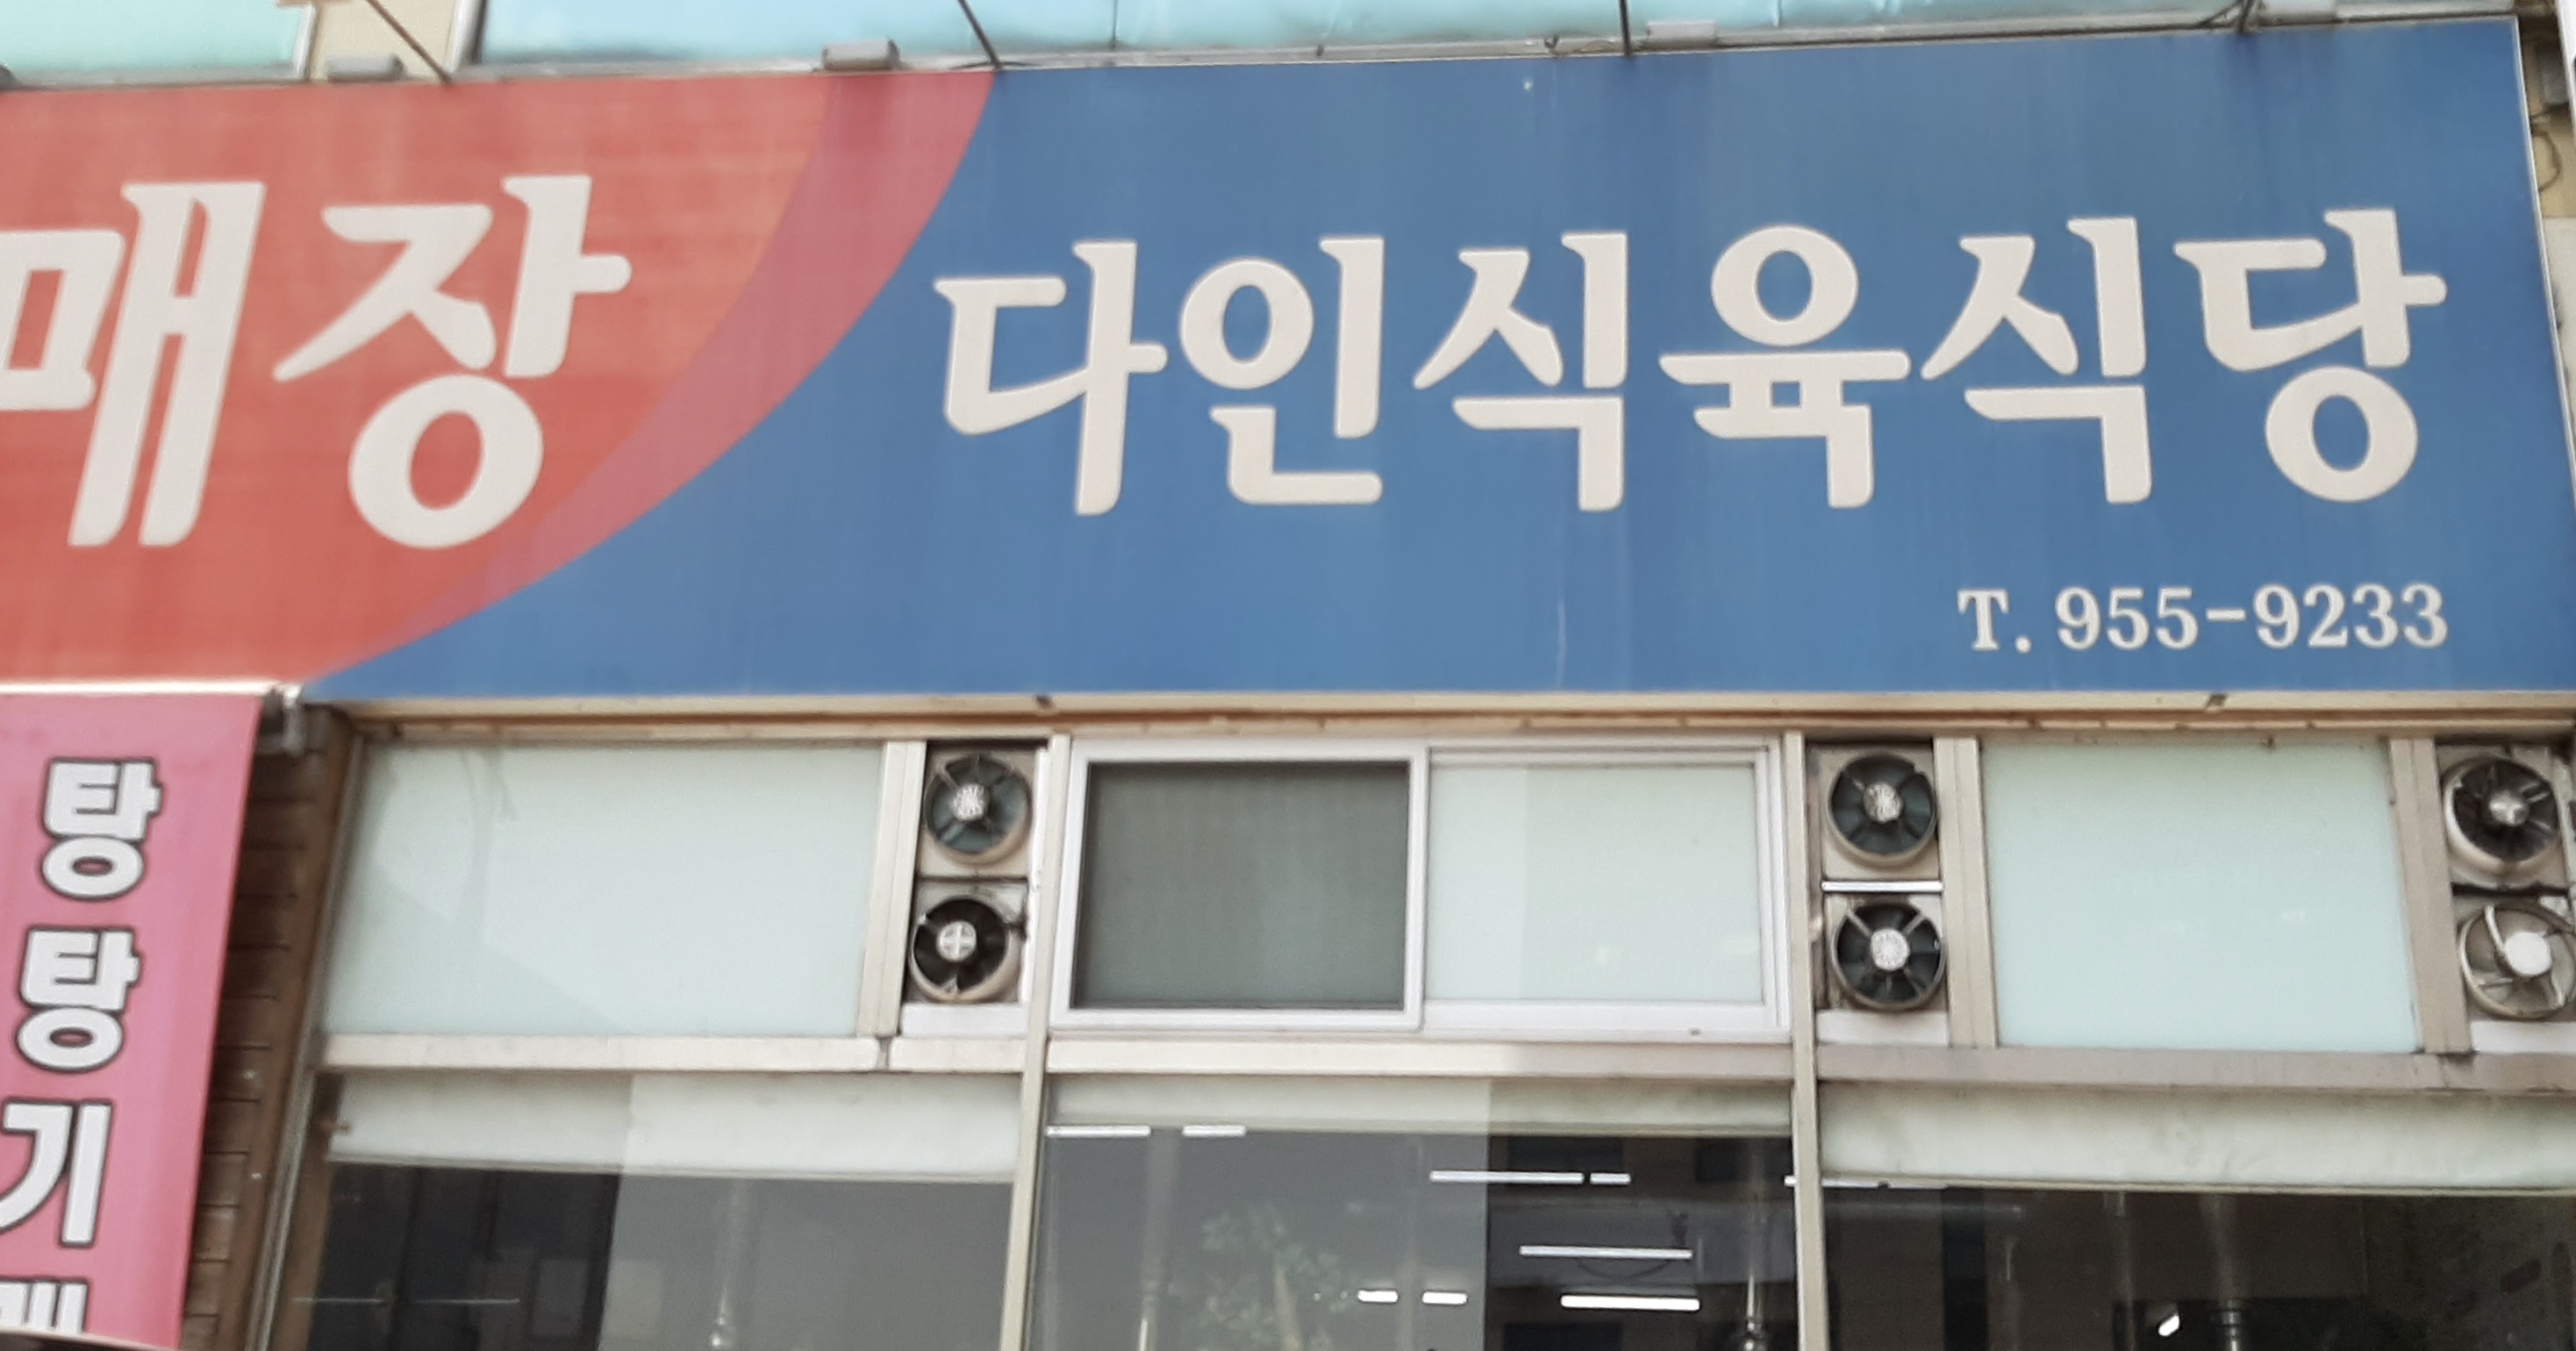 매장
다인식육식당
T. 955-9233
탕
탕
기